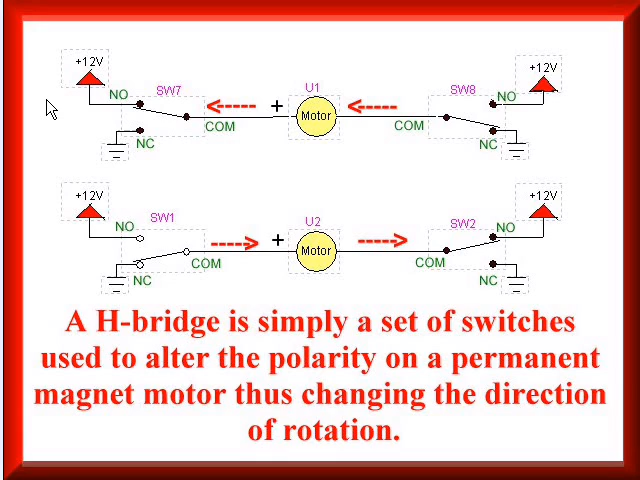 +12V
+12V
U1
SW7
SW8
NO
NO
<----- + <-----
Motor
COM
COM
NC
NC
+12V
+12V
SW1
U2
SW2
NO
NO
-----> + ----->
Motor
COM
COM
NC
NC
A H-bridge is simply a set of switches
used to alter the polarity on a permanent
magnet motor thus changing the direction
of rotation.